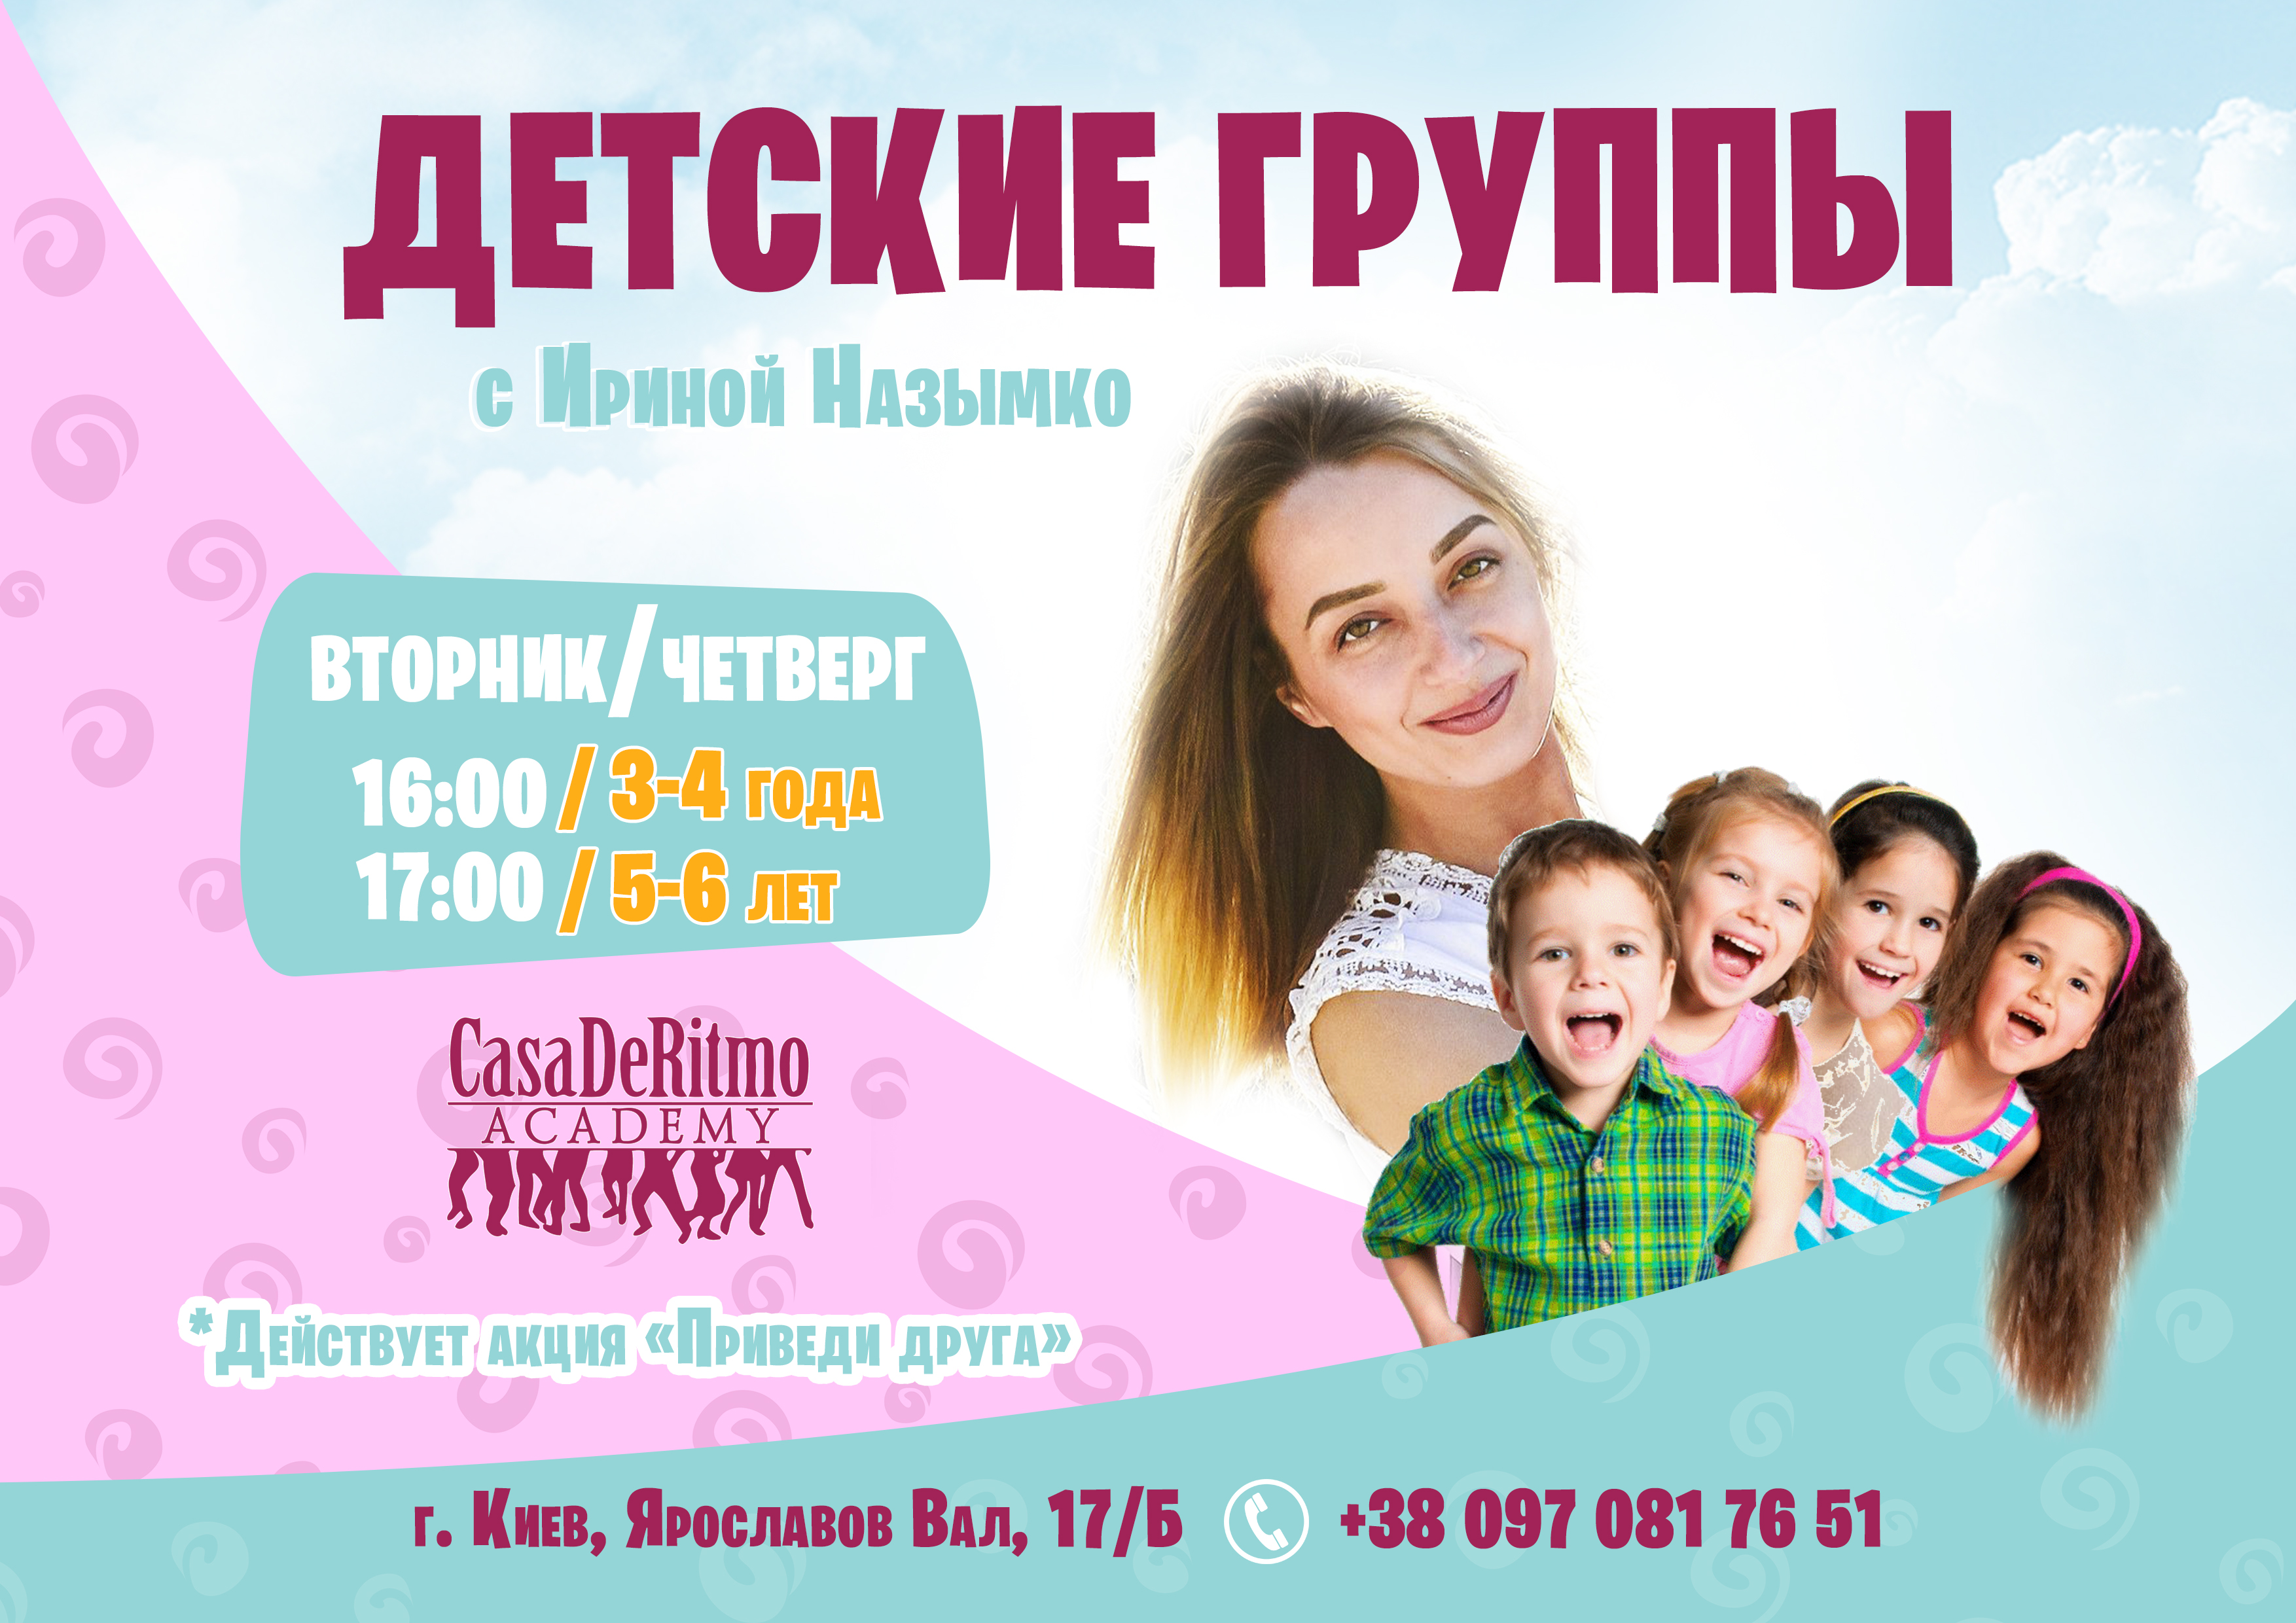 ДЕТСКИЕ ГРУППЫ
с Ириной Назымко
ВТОРНИК/ЧЕТВЕРГ
16:00 / 3-4 года
17:00 / 5-6 лет
CasaDeRitmo
ACADEMY
*Действует акция «Приведи друга»
г. Киев, Ярославов Вал, 17/Б +38 097 081 76 51